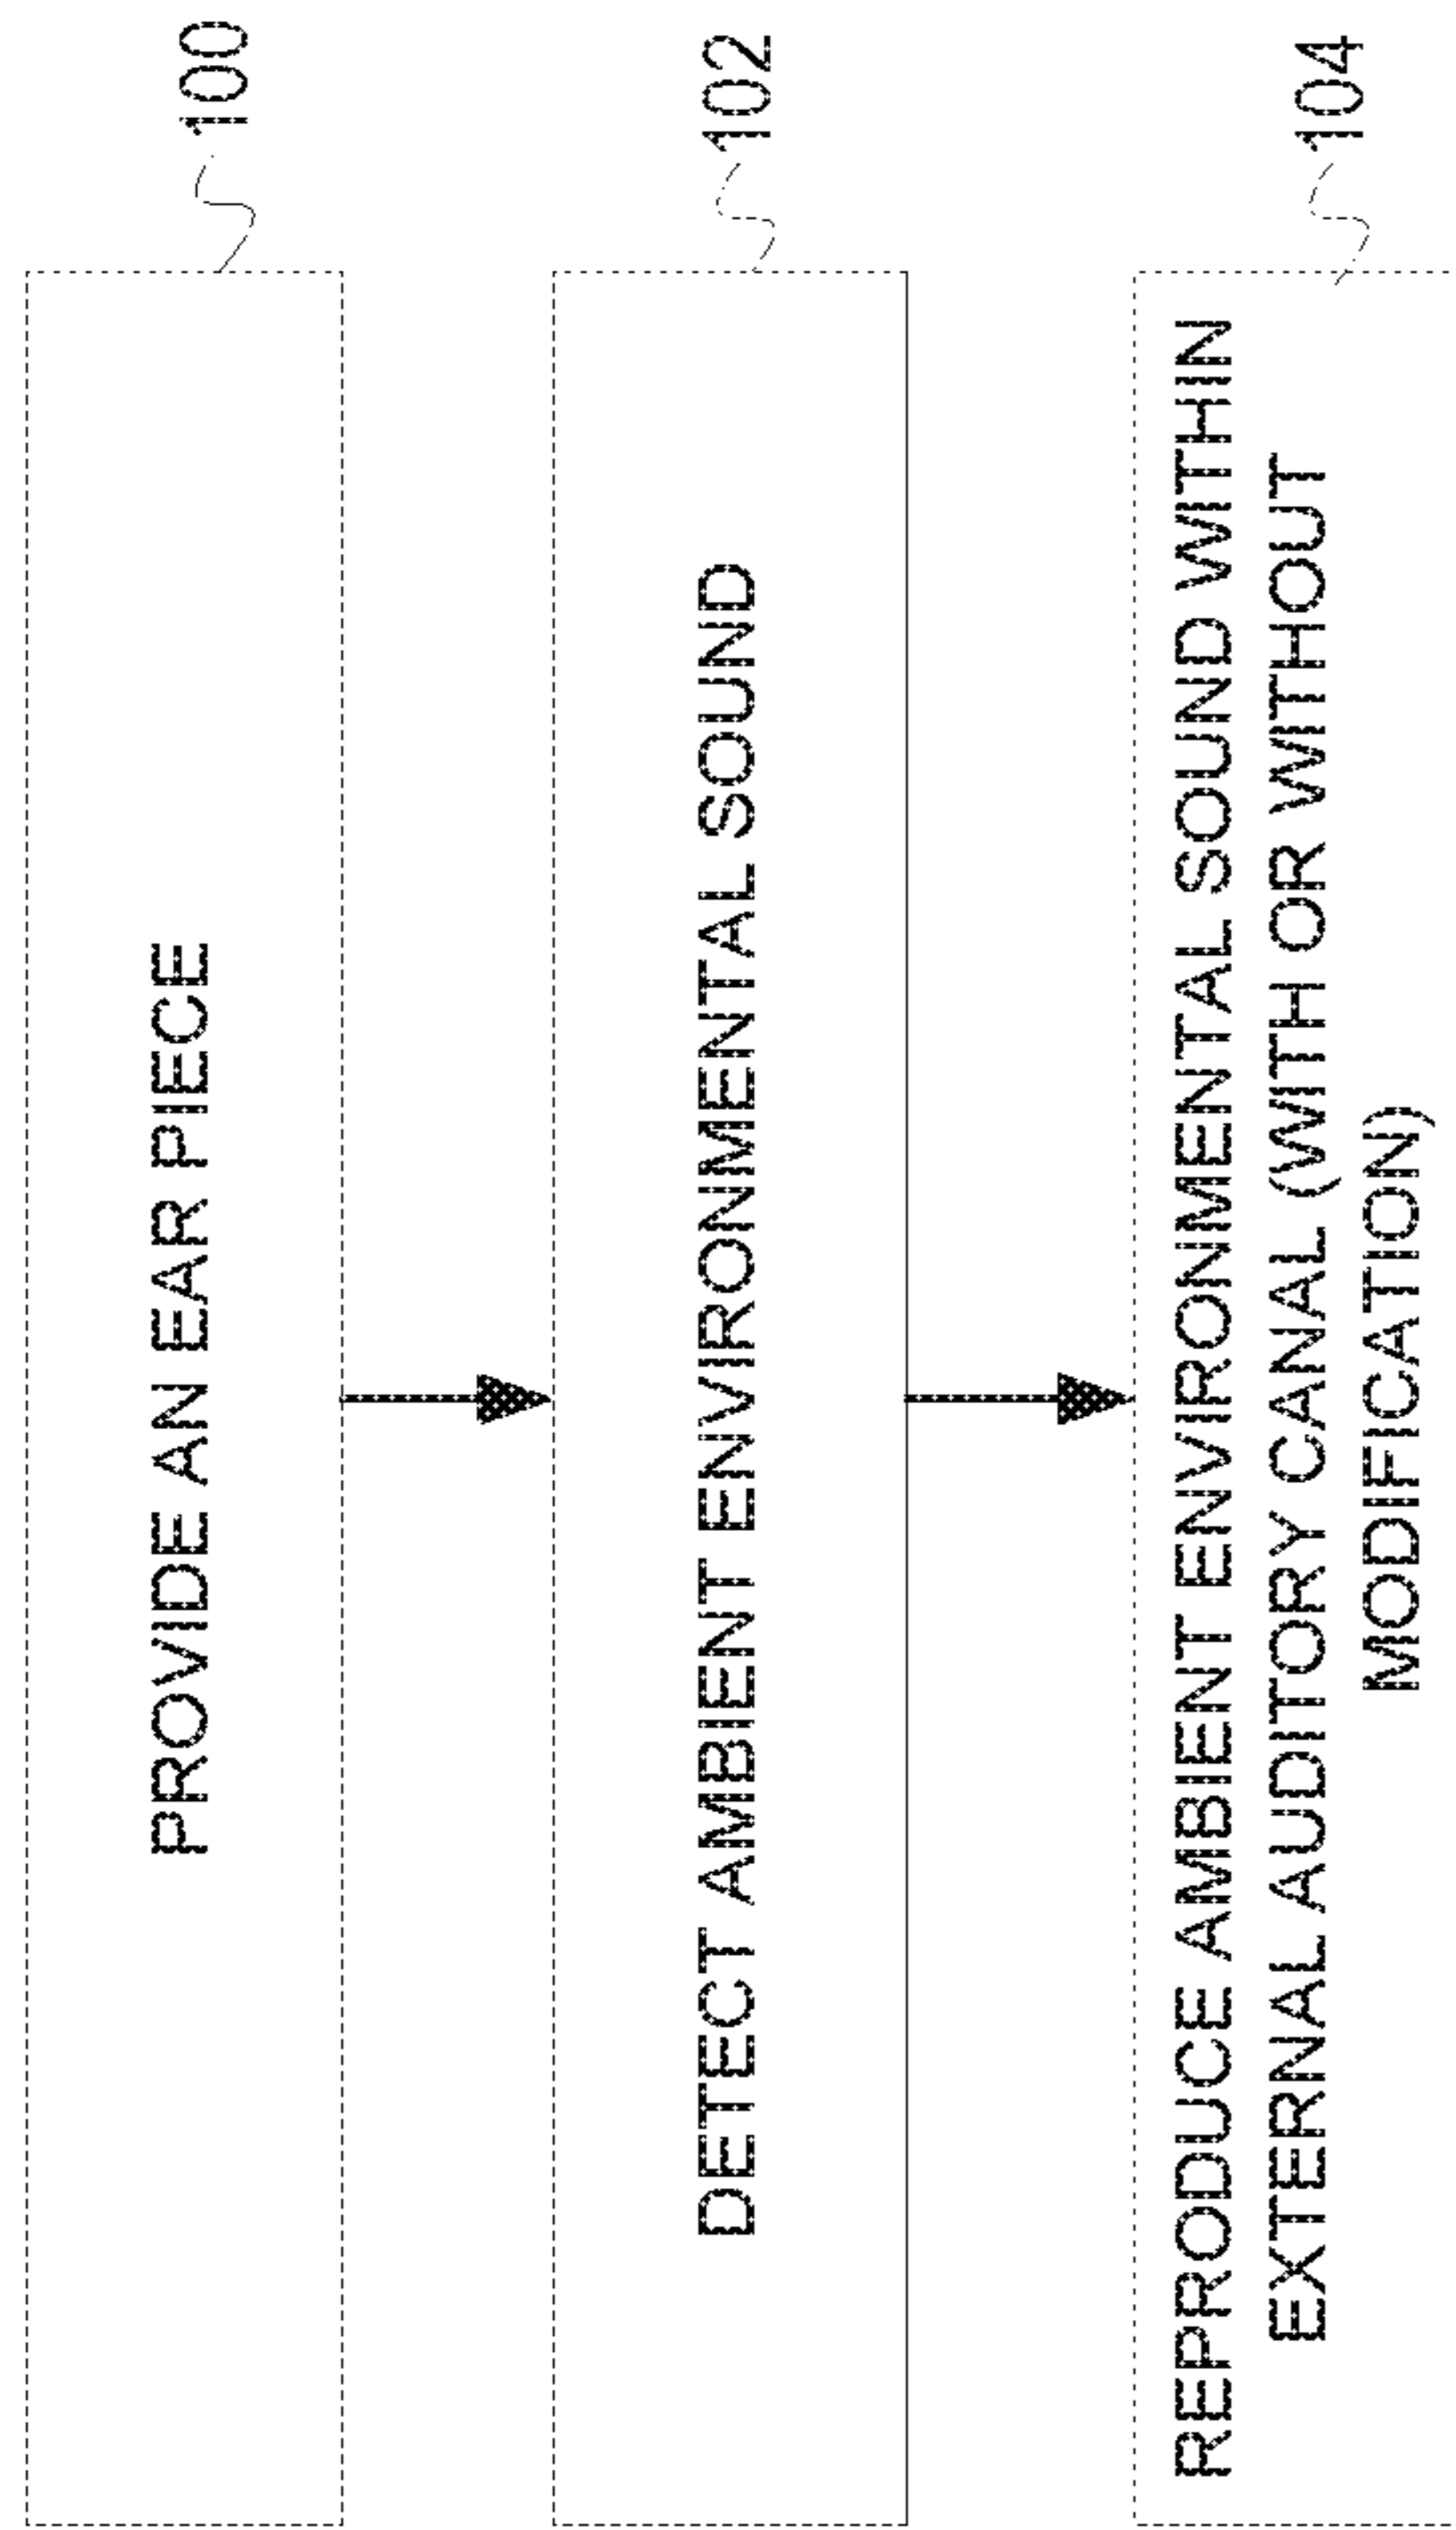 PROVIDE AN EAR PIECE
100
DETECT AMBIENT ENVIRONMENTAL SOUND
102
REPRODUCE AMBIENT ENVIRONMENTAL SOUND WITHIN
EXTERNAL AUDITORY CANAL (WITH OR WITHOUT
MODIFICATION)
104